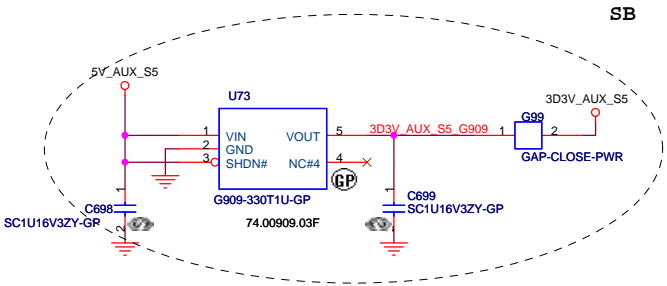 SB
5V_AUX_S5
U73
3D3V_AUX_S5
G99
1 VIN VOUT 5 3D3V_AUX_S5_G909 1 2
2 GND
3 SHDN# NC#4 4
GAP-CLOSE-PWR
GP
1 C698
G909-330T1U-GP
1 C699
SC1U16V3ZY-GP
SC1U16V3ZY-GP
74.00909.03F
2
2